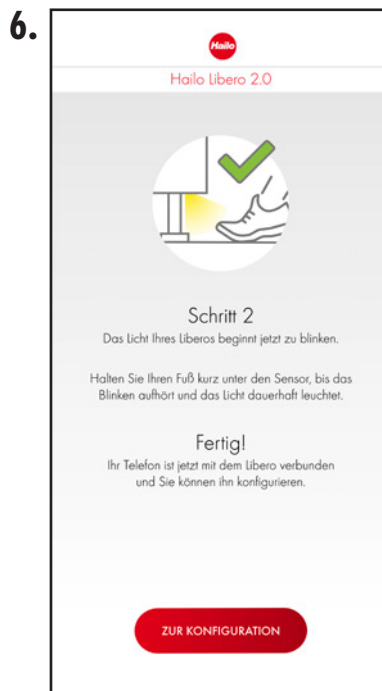 6.
Hailo
Hailo Libero 2.0
Schritt 2
Das Licht Ihres Liberos beginnt jetzt zu blinken.
Halten Sie Ihren Fuß kurz unter den Sensor, bis das
Blinken aufhört und das Licht dauerhaft leuchtet.
Fertig!
Ihr Telefon ist jetzt mit dem Libero verbunden
und Sie können ihn konfigurieren.
ZUR KONFIGURATION